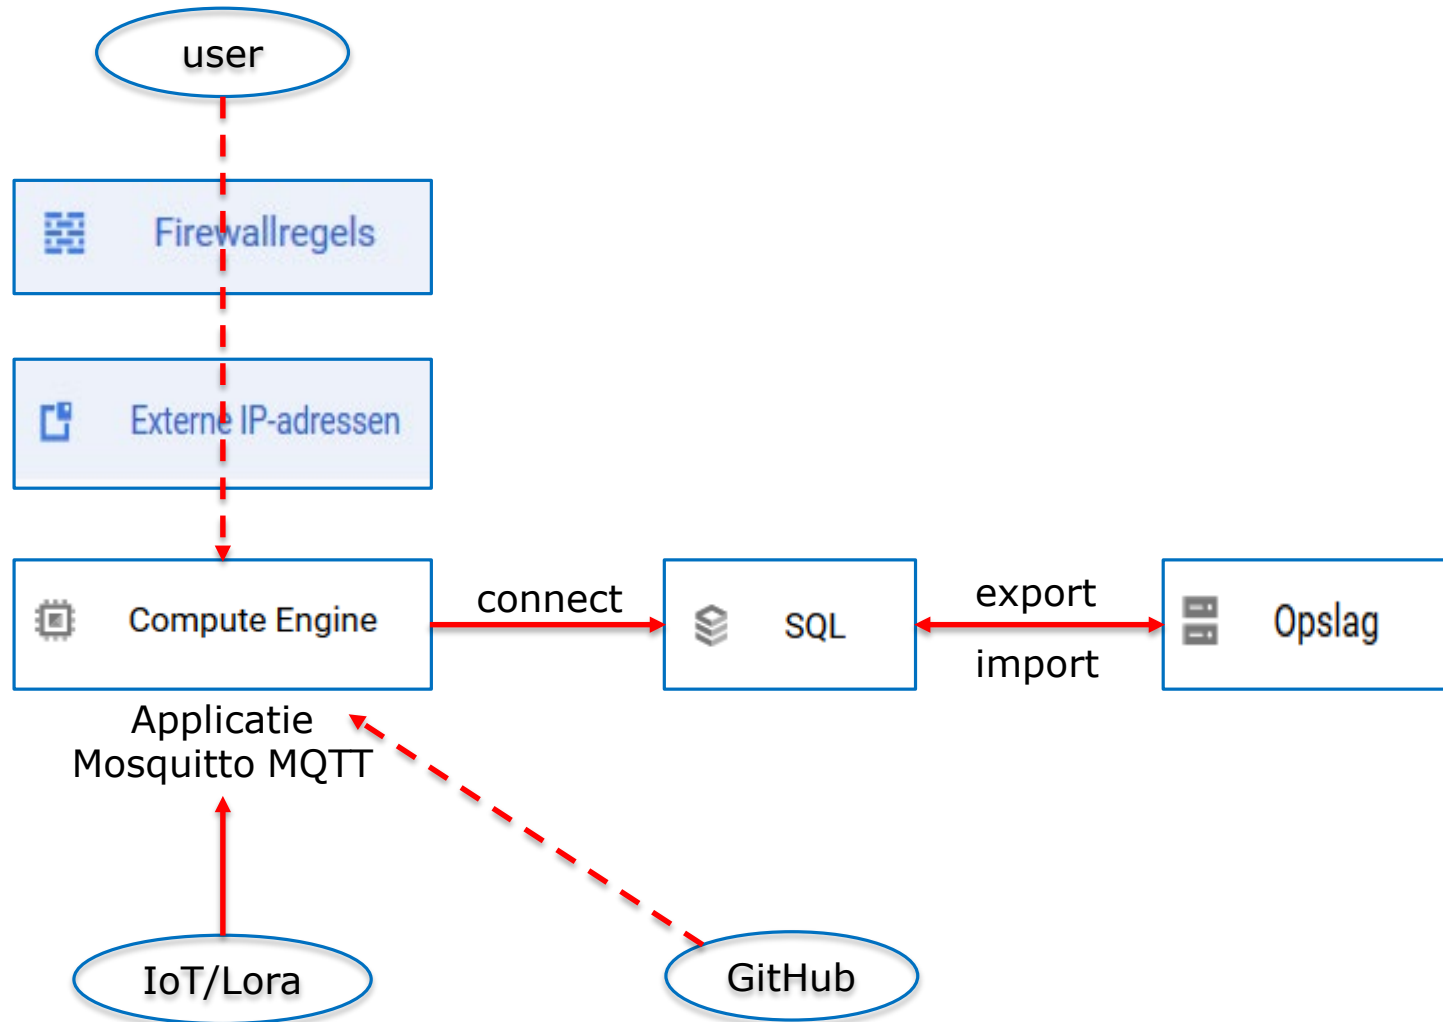 user
Firewallregels
Externe IP-adressen
Compute Engine
connect
SQL
export
import
Opslag
Applicatie
Mosquitto MQTT
IoT/Lora
GitHub